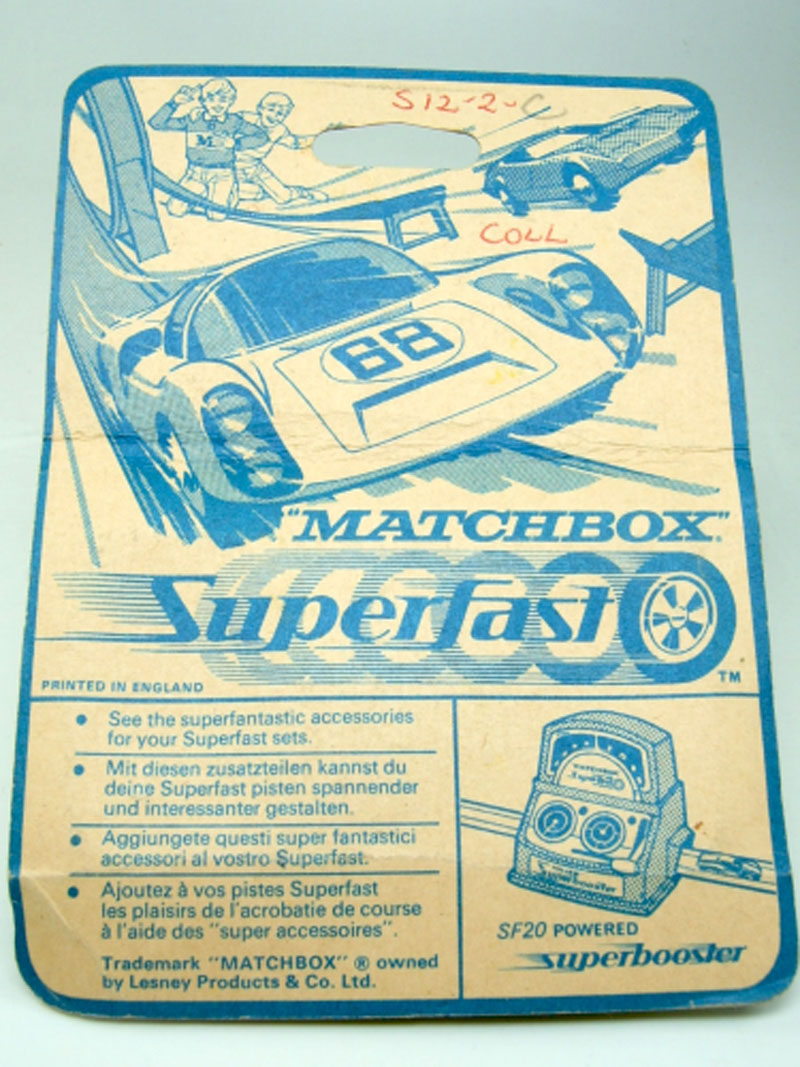 S12-2-C
M
COLL
68
"MATCHBOX"®
Superfast
TM
PRINTED IN ENGLAND
• See the superfantastic accessories
for your Superfast sets.
• Mit diesen zusatzteilen kannst du
deine Superfast pisten spannender
und interessanter gestalten.
• Aggiungete questi super fantastici
accessori al vostro Superfast.
• Ajoutez à vos pistes Superfast
les plaisirs de l'acrobatie de course
à l'aide des "super accessoires".
Trademark "MATCHBOX" ® owned
by Lesney Products & Co. Ltd.
MATCHBOX
Superbooster
SF20 POWERED
superbooster